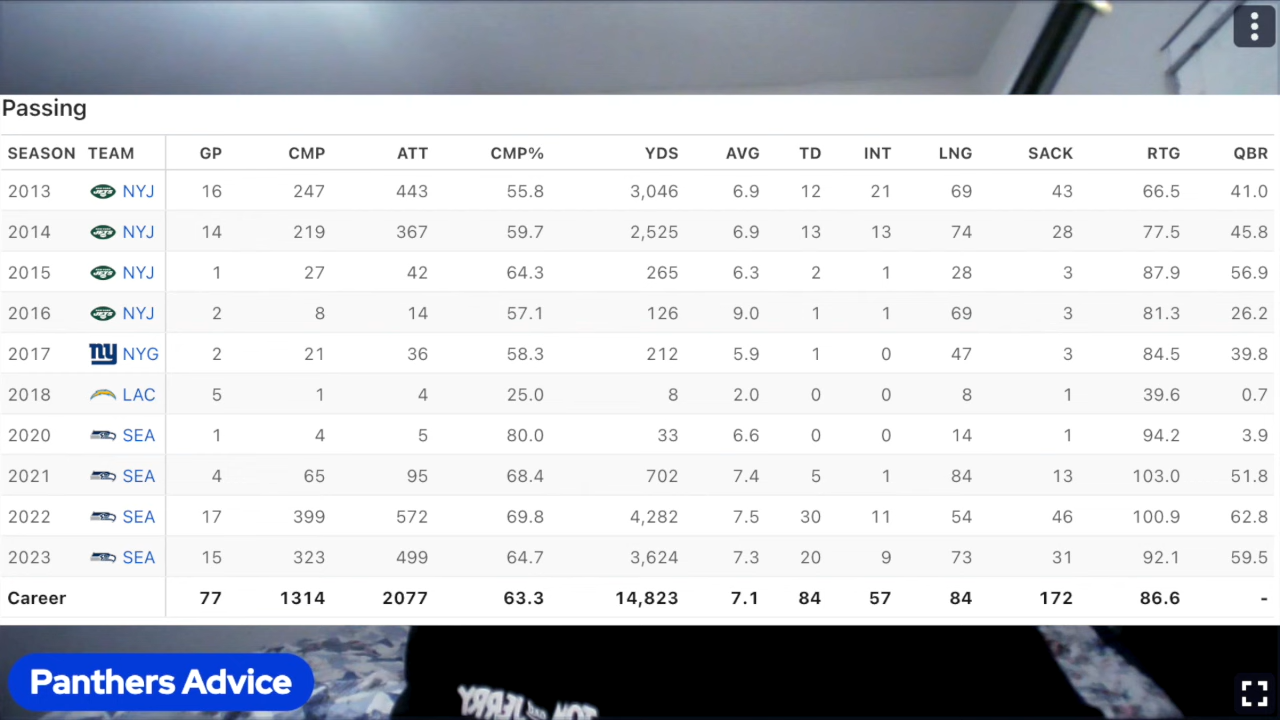 Passing
SEASON TEAM GP CMP ATT CMP% YDS AVG TD INT LNG SACK RTG QBR
2013 NYJ 16 247 443 55.8 3,046 6.9 12 21 69 43 66.5 41.0
2014 NYJ 14 219 367 59.7 2,525 6.9 13 13 74 28 77.5 45.8
2015 NYJ 1 27 42 64.3 265 6.3 2 1 28 3 87.9 56.9
2016 NYJ 2 8 14 57.1 126 9.0 1 1 69 3 81.3 26.2
2017 NYG 2 21 36 58.3 212 5.9 1 0 47 3 84.5 39.8
2018 LAC 5 1 4 25.0 8 2.0 0 0 8 1 39.6 0.7
2020 SEA 1 4 5 80.0 33 6.6 0 0 14 1 94.2 3.9
2021 SEA 4 65 95 68.4 702 7.4 5 1 84 13 103.0 51.8
2022 SEA 17 399 572 69.8 4,282 7.5 30 11 54 46 100.9 62.8
2023 SEA 15 323 499 64.7 3,624 7.3 20 9 73 31 92.1 59.5
Career 77 1314 2077 63.3 14,823 7.1 84 57 84 172 86.6 -
Panthers Advice
TOM AND JERRY